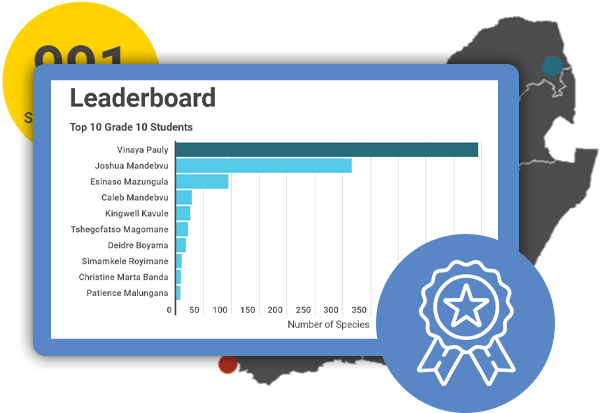 991
Leaderboard
Top 10 Grade 10 Students
Vinaya Pauly
Joshua Mandebvu
Esinaso Mazungula
Caleb Mandebvu
Kingwell Kavule
Tshegofatso Magomane
Deidre Boyama
Simamkele Royimane
Christine Marta Banda
Patience Malungana
0 50 100 150 200 250 300 350
Number of Species